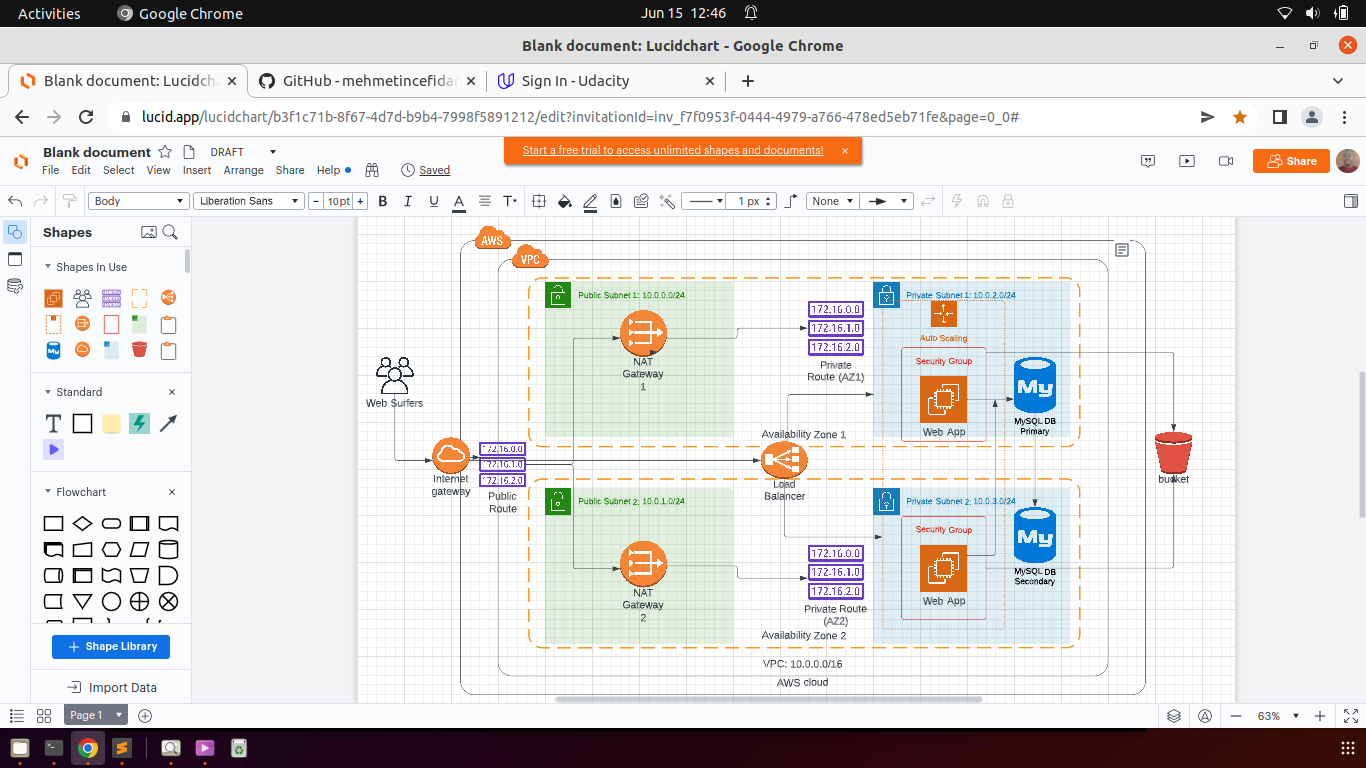 Activities
Google Chrome
Jun 15 12:46
Blank document: Lucidchart - Google Chrome
Blank document: Lucidch
GitHub - mehmetincefida
Sign In - Udacity
lucid.app/lucidchart/b3f1c71b-8f67-4d7d-b9b4-7998f5891212/edit?invitationId=inv_f7f0953f-0444-4979-a766-478ed5eb71fe&page=0_0#
Blank document
DRAFT
Start a free trial to access unlimited shapes and documents!
File Edit Select View Insert Arrange Share Help
Saved
Share
Body
Liberation Sans
10pt
B I U A T
1 px
None
Shapes
Shapes In Use
My
Standard
T
Flowchart
Shape Library
Import Data
AWS
VPC
Public Subnet 1: 10.0.0.0/24
NAT
Gateway
1
172.16.0.0
172.16.1.0
172.16.2.0
Private
Route (AZ1)
Private Subnet 1: 10.0.2.0/24
Auto Scaling
Security Group
Web App
My
MySQL DB
Primary
Web Surfers
Availability Zone 1
Internet
gateway
172.16.0.0
172.16.1.0
172.16.2.0
Public
Route
Load
Balancer
bucket
Public Subnet 2: 10.0.1.0/24
NAT
Gateway
2
Private Subnet 2: 10.0.3.0/24
Security Group
Web App
My
MySQL DB
Secondary
172.16.0.0
172.16.1.0
172.16.2.0
Private Route
(AZ2)
Availability Zone 2
VPC: 10.0.0.0/16
AWS cloud
Page 1
63%